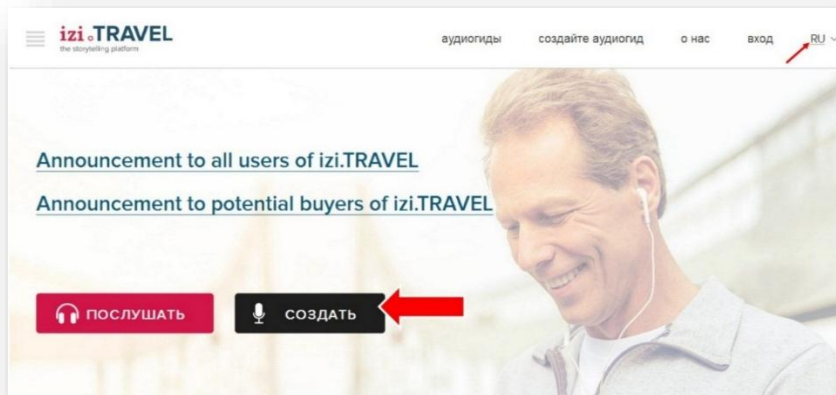 izi.TRAVEL
the storytelling platform
аудиогиды создайте аудиогид о нас вход RU
Announcement to all users of izi.TRAVEL
Announcement to potential buyers of izi.TRAVEL
ПОСЛУШАТЬ СОЗДАТЬ